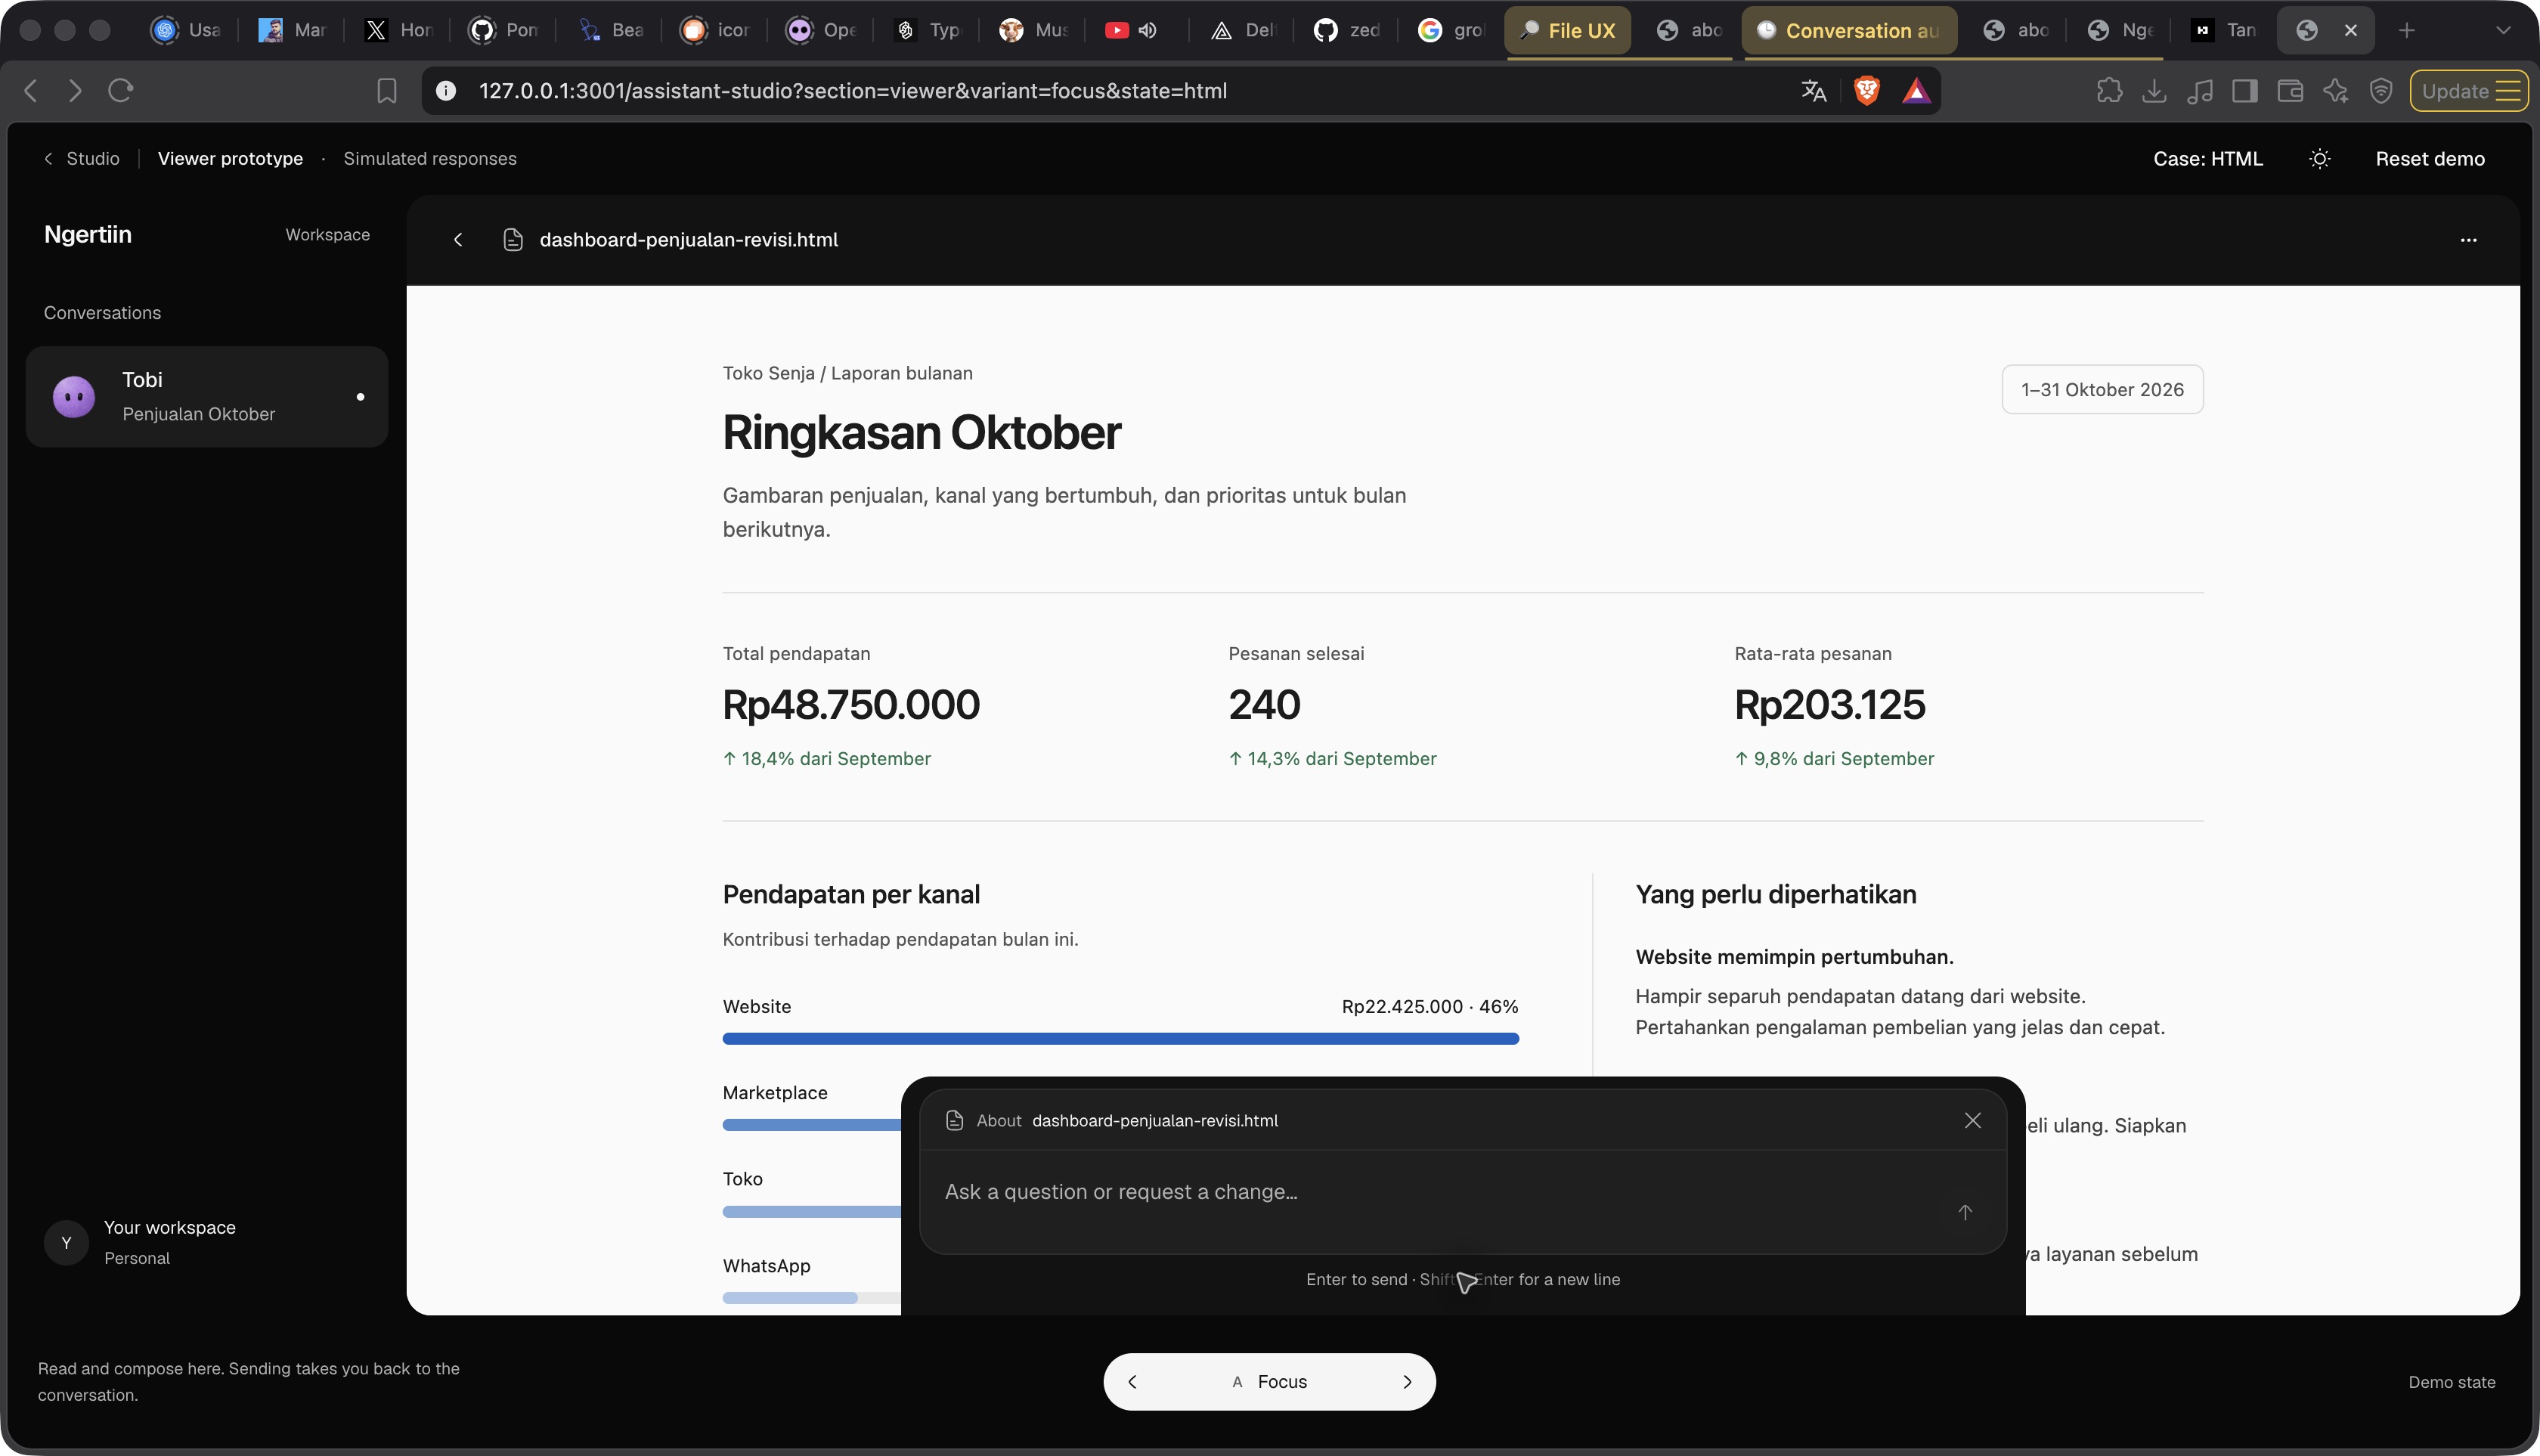 Usa
Mar
Hon
Pom
Bea
icor
Ope
Typ
Mus
Del
zed
gro
File UX
abo
Conversation au
abo
Nge
Tan
127.0.0.1:3001/assistant-studio?section=viewer&variant=focus&state=html
Update
Studio
Viewer prototype · Simulated responses
Case: HTML
Reset demo
Ngertiin
Workspace
Conversations
Tobi
Penjualan Oktober
Y
Your workspace
Personal
dashboard-penjualan-revisi.html
Toko Senja / Laporan bulanan
1–31 Oktober 2026
Ringkasan Oktober
Gambaran penjualan, kanal yang bertumbuh, dan prioritas untuk bulan
berikutnya.
Total pendapatan
Rp48.750.000
↑ 18,4% dari September
Pesanan selesai
240
↑ 14,3% dari September
Rata-rata pesanan
Rp203.125
↑ 9,8% dari September
Pendapatan per kanal
Kontribusi terhadap pendapatan bulan ini.
Website
Rp22.425.000 · 46%
Marketplace
Toko
WhatsApp
Yang perlu diperhatikan
Website memimpin pertumbuhan.
Hampir separuh pendapatan datang dari website.
Pertahankan pengalaman pembelian yang jelas dan cepat.
eli ulang. Siapkan
layanan sebelum
About dashboard-penjualan-revisi.html
Ask a question or request a change…
Enter to send · Shift Enter for a new line
Read and compose here. Sending takes you back to the
conversation.
A Focus
Demo state